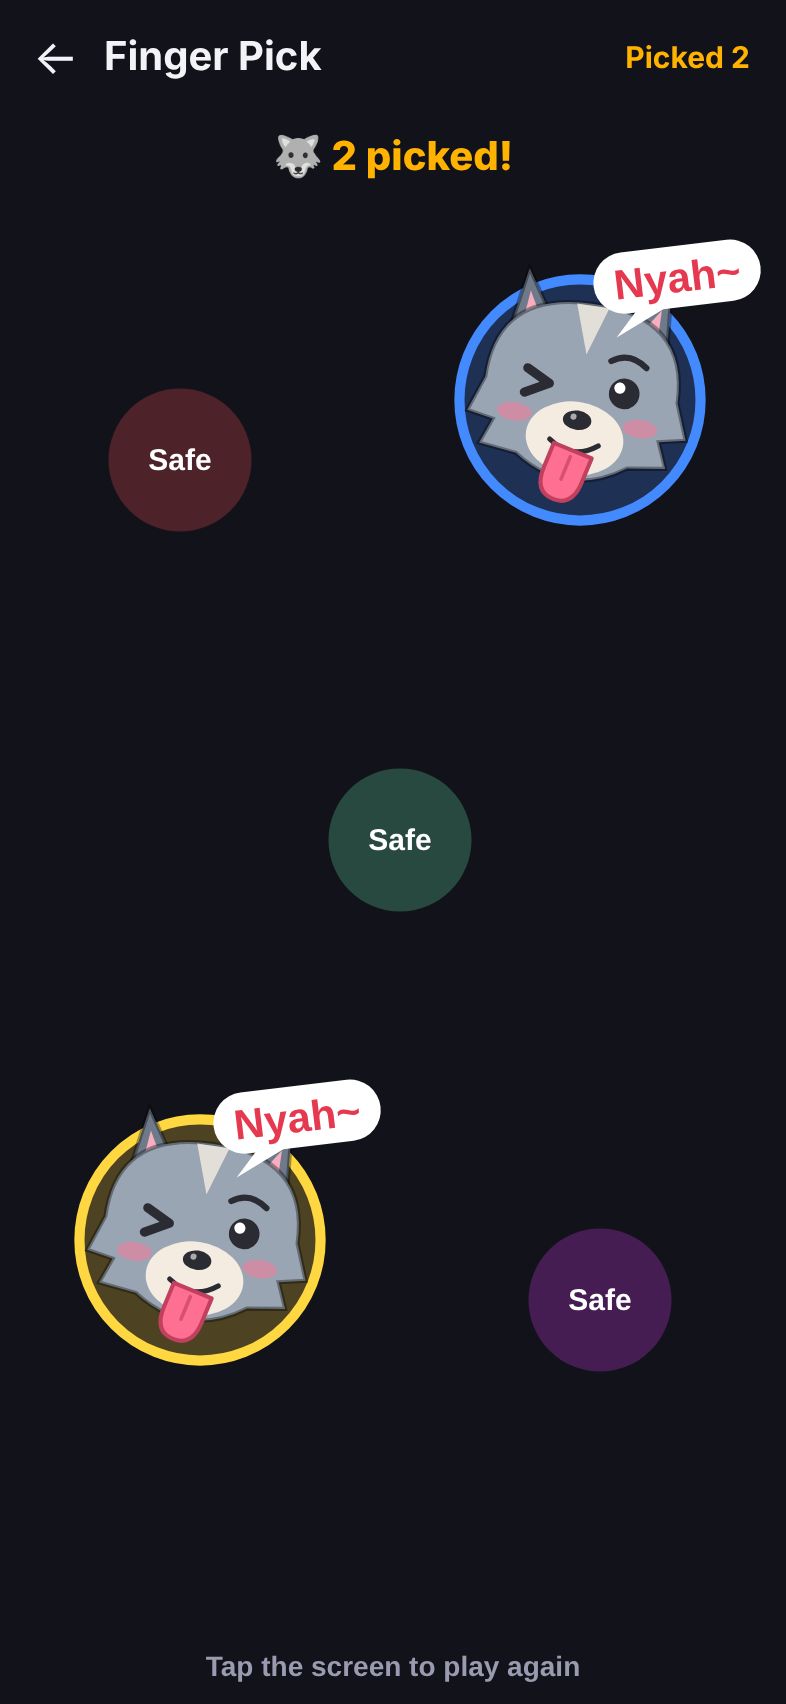 Finger Pick
Picked 2
🐺 2 picked!
Nyah~
Safe
Safe
Nyah~
Safe
Tap the screen to play again